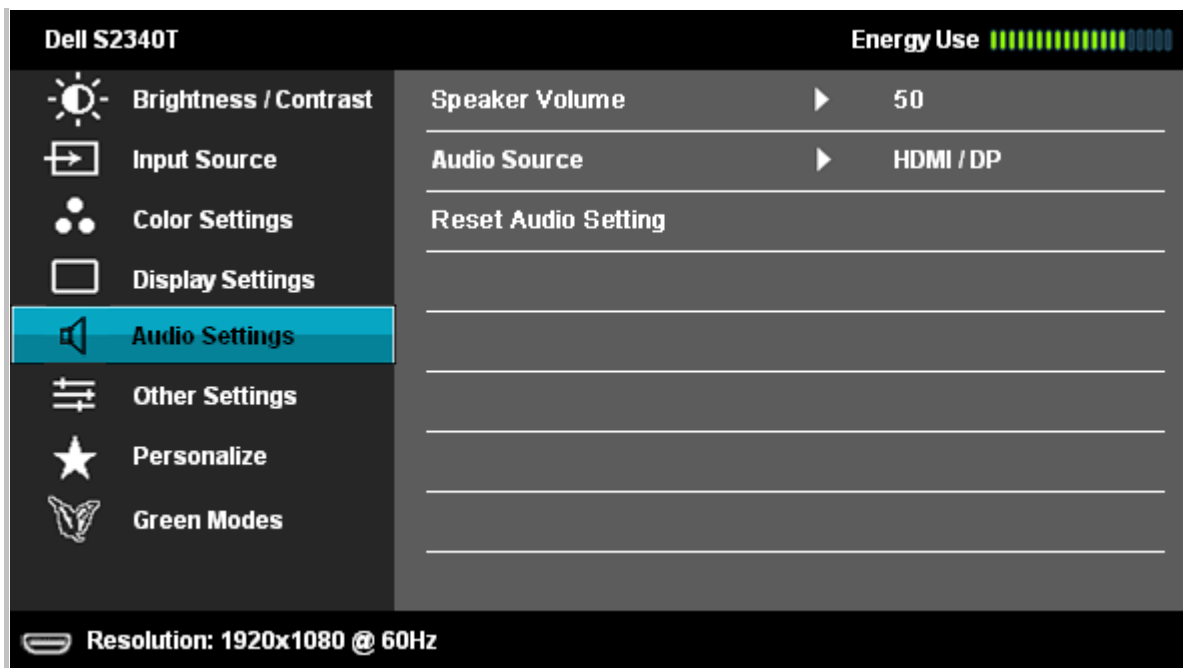 Dell S2340T
Energy Use
Brightness / Contrast
Input Source
Color Settings
Display Settings
Audio Settings
Other Settings
Personalize
Green Modes
Speaker Volume 50
Audio Source HDMI / DP
Reset Audio Setting
Resolution: 1920x1080 @ 60Hz